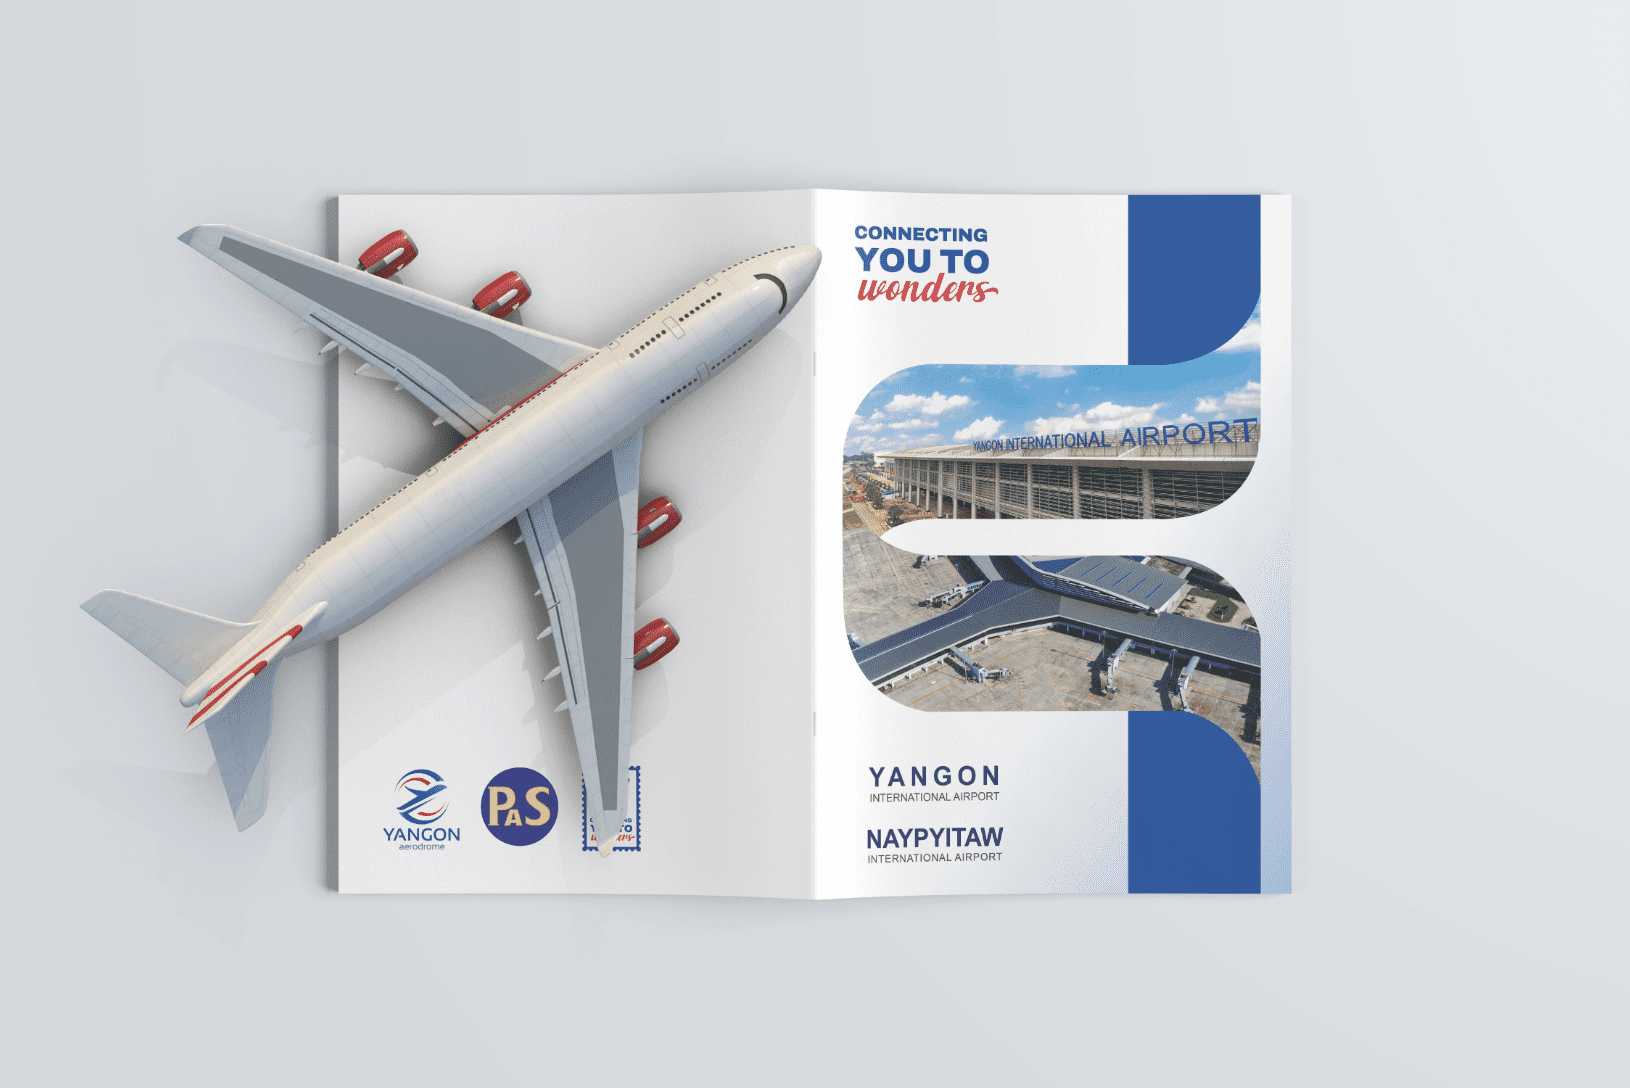 CONNECTING
YOU TO
wonders
YANGON INTERNATIONAL AIRPORT
YANGON
INTERNATIONAL AIRPORT
NAYPYITAW
INTERNATIONAL AIRPORT
YANGON
aerodrome
PAS